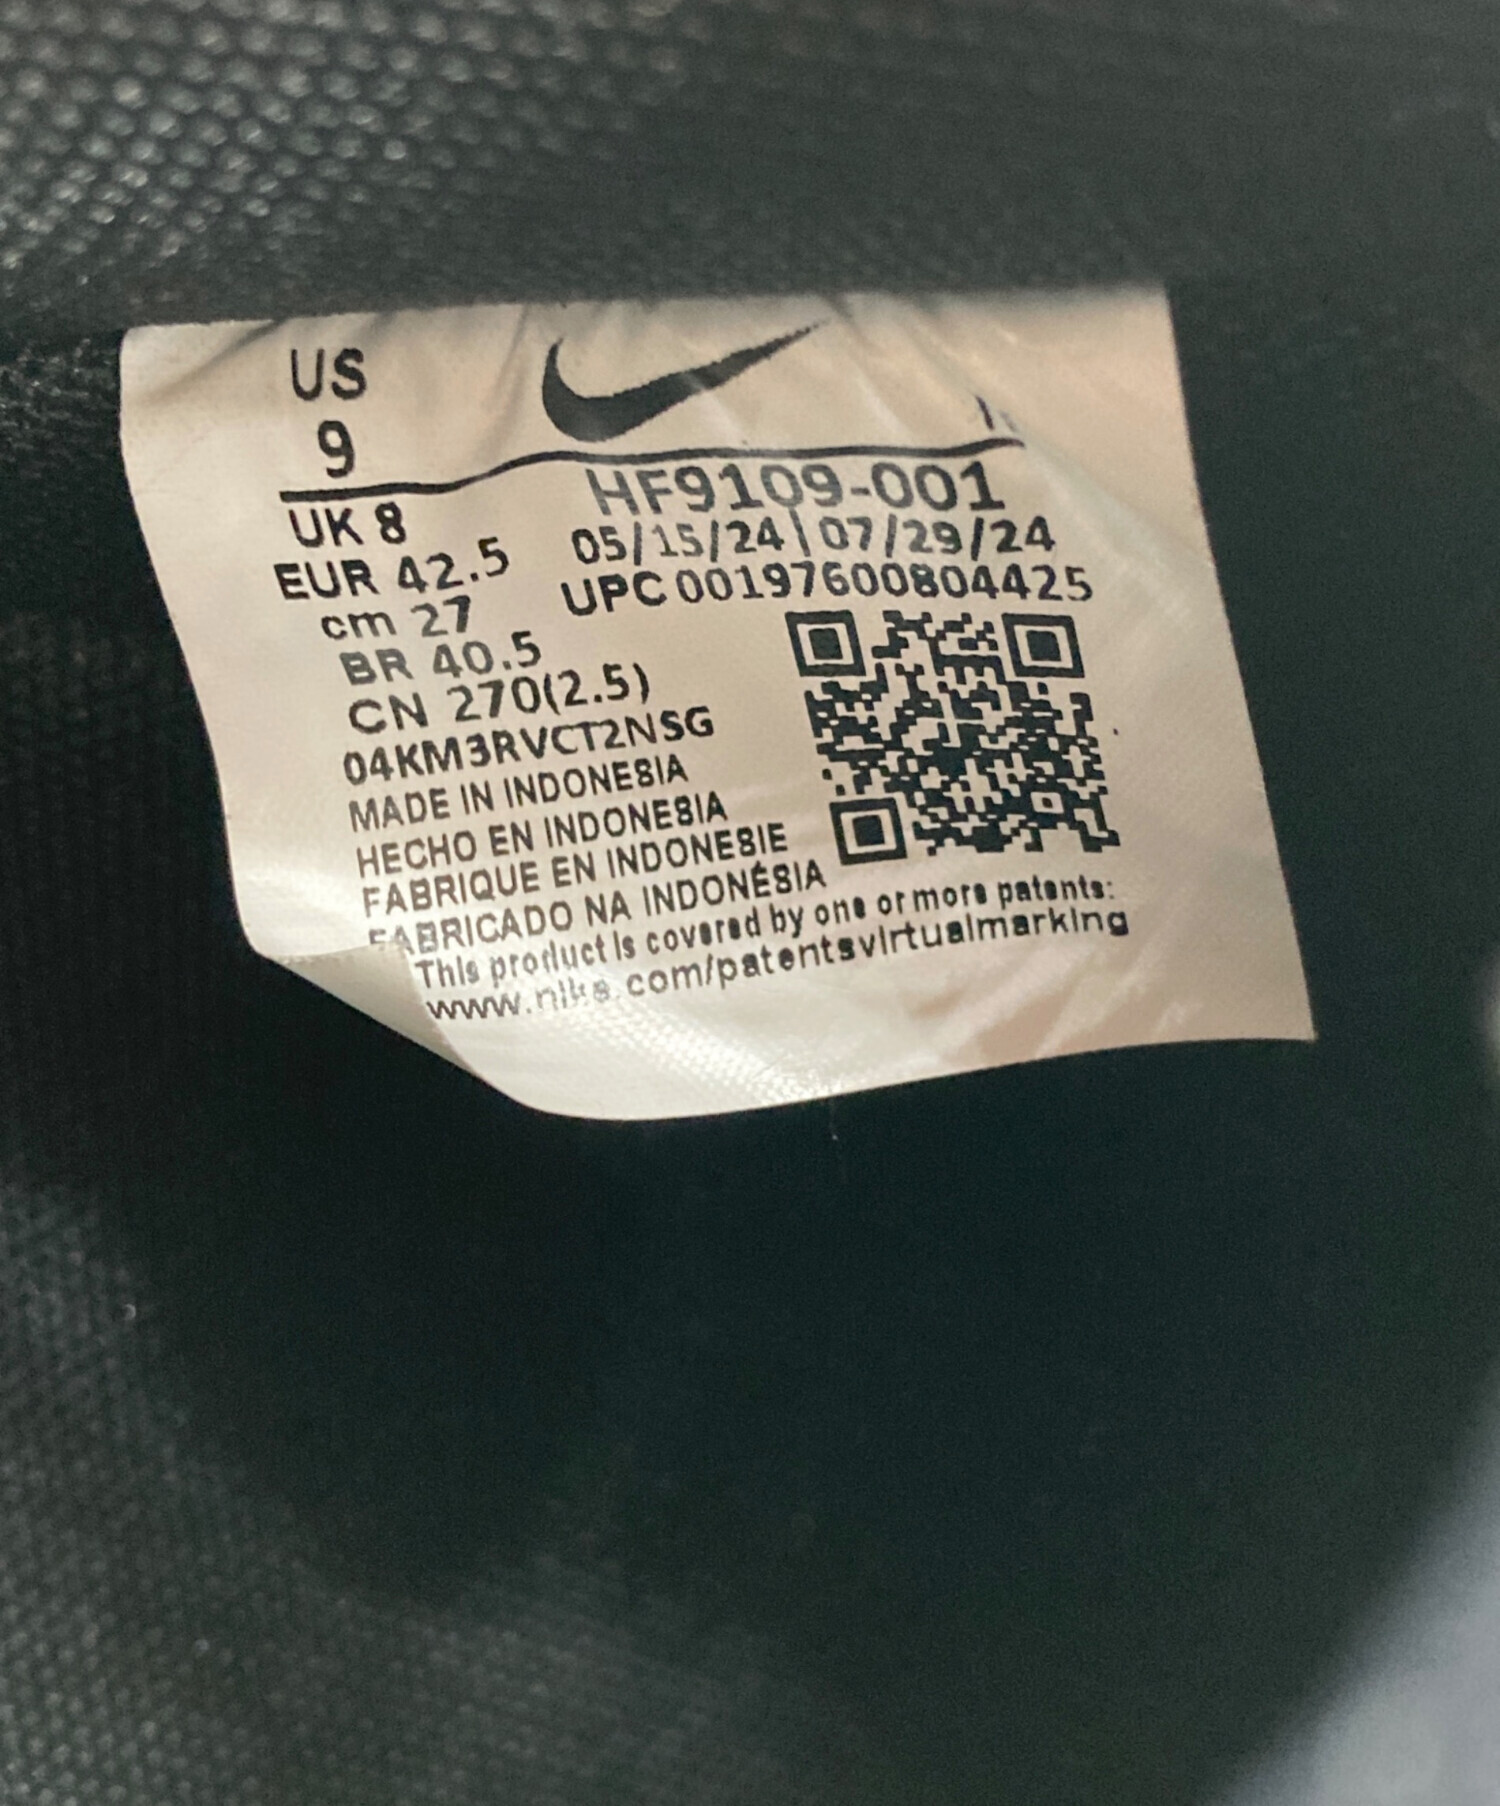 US
9
UK 8
EUR 42.5
cm 27
BR 40.5
CN 270(2.5)
04KM3RVCT2NSG
MADE IN INDONESIA
HECHO EN INDONESIA
FABRIQUE EN INDONESIE
FABRICADO NA INDONÉSIA
This product is covered by one or more patents:
www.nike.com/patentsvirtualmarking
HF9109-001
05/15/24|07/29/24
UPC 00197600804425